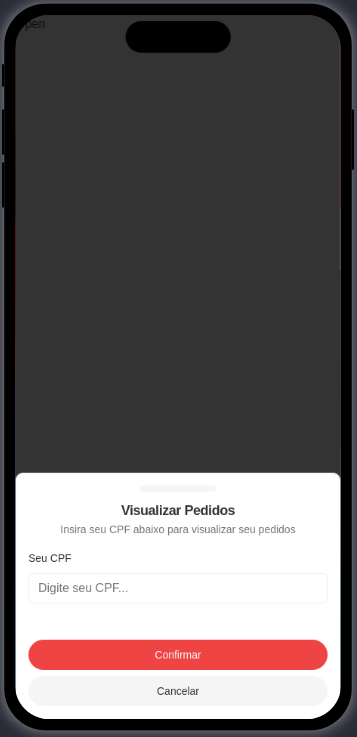 pen
Visualizar Pedidos
Insira seu CPF abaixo para visualizar seu pedidos
Seu CPF
Digite seu CPF...
Confirmar
Cancelar